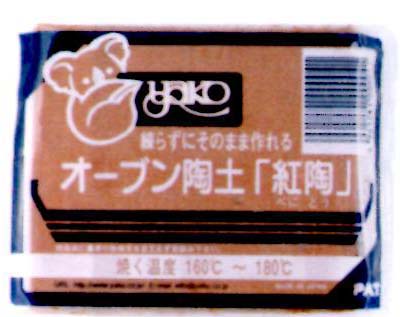 yako
練らずにそのまま作れる
オーブン陶土「紅陶」
べにとう
焼く温度 160℃ ～ 180℃
PAT